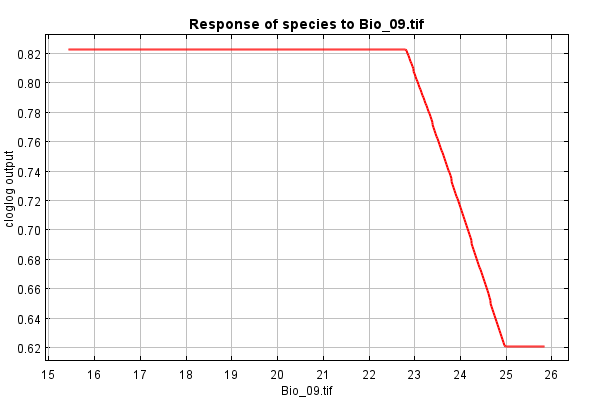 Response of species to Bio_09.tif
cloglog output
0.82
0.80
0.78
0.76
0.74
0.72
0.70
0.68
0.66
0.64
0.62
15 16 17 18 19 20 21 22 23 24 25 26
Bio_09.tif